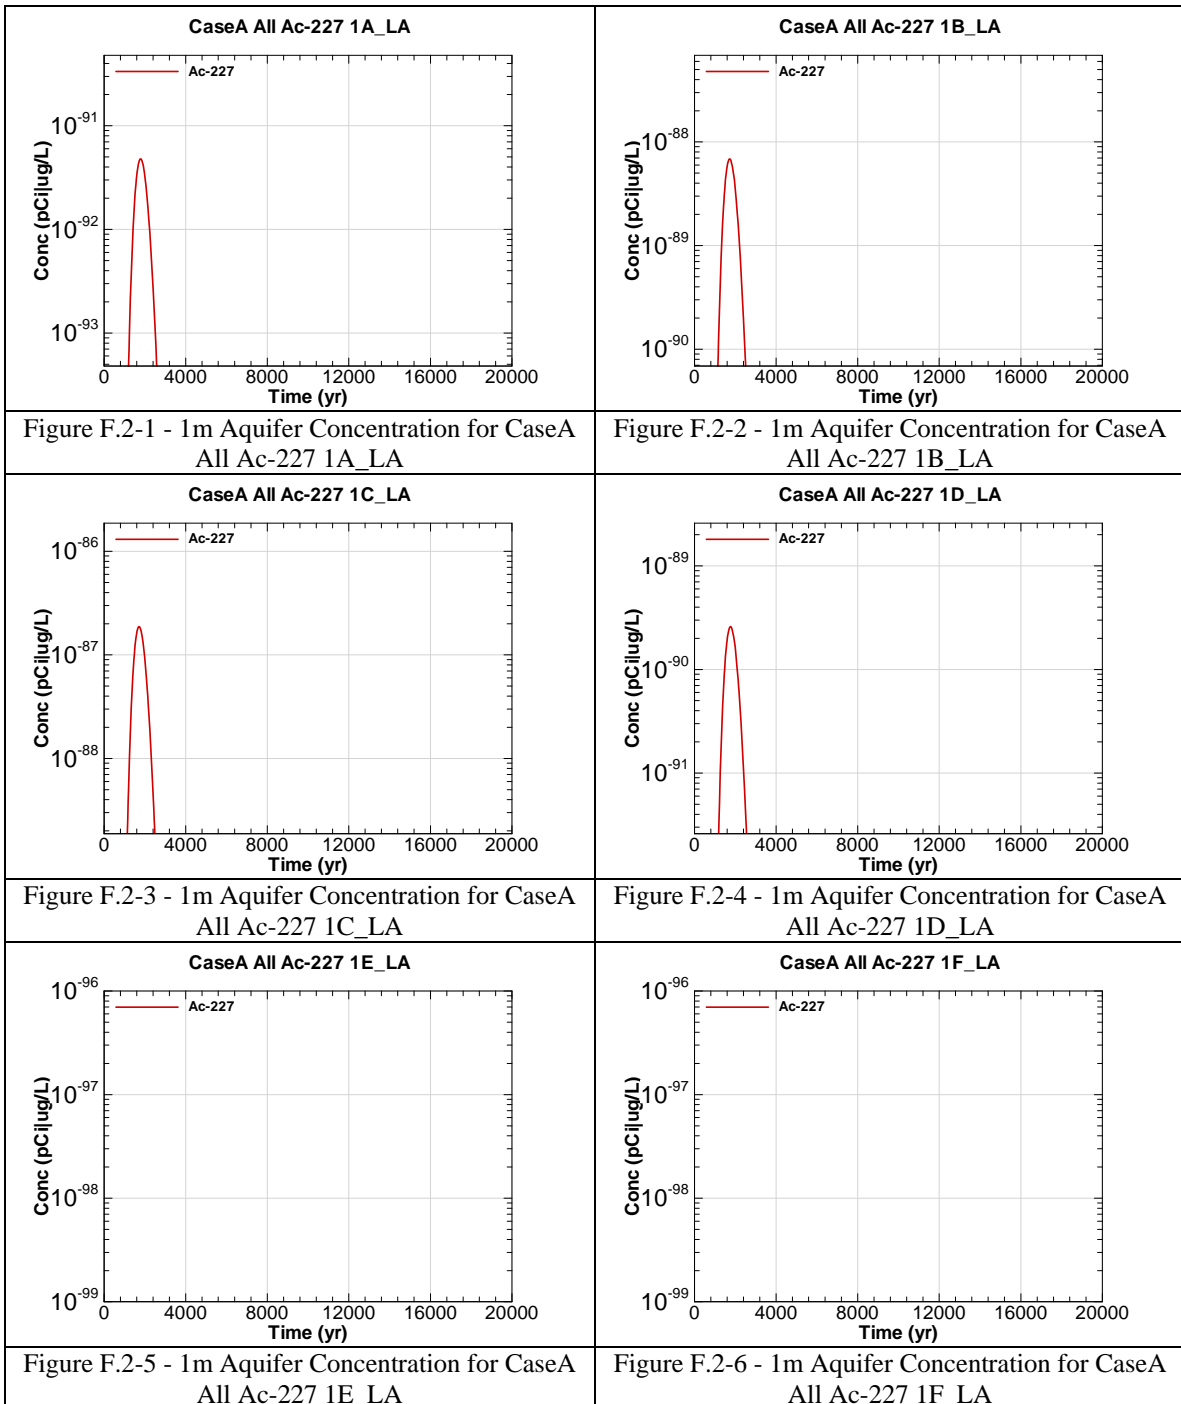 CaseA All Ac-227 1A_LA
Ac-227
Conc (pCi|ug/L)
10-91
10-92
10-93
0 4000 8000 12000 16000 20000
Time (yr)
Figure F.2-1 - 1m Aquifer Concentration for CaseA
All Ac-227 1A_LA
CaseA All Ac-227 1B_LA
Ac-227
Conc (pCi|ug/L)
10-88
10-89
10-90
0 4000 8000 12000 16000 20000
Time (yr)
Figure F.2-2 - 1m Aquifer Concentration for CaseA
All Ac-227 1B_LA
CaseA All Ac-227 1C_LA
Ac-227
Conc (pCi|ug/L)
10-86
10-87
10-88
0 4000 8000 12000 16000 20000
Time (yr)
Figure F.2-3 - 1m Aquifer Concentration for CaseA
All Ac-227 1C_LA
CaseA All Ac-227 1D_LA
Ac-227
Conc (pCi|ug/L)
10-89
10-90
10-91
0 4000 8000 12000 16000 20000
Time (yr)
Figure F.2-4 - 1m Aquifer Concentration for CaseA
All Ac-227 1D_LA
CaseA All Ac-227 1E_LA
Ac-227
Conc (pCi|ug/L)
10-96
10-97
10-98
10-99
0 4000 8000 12000 16000 20000
Time (yr)
Figure F.2-5 - 1m Aquifer Concentration for CaseA
All Ac-227 1E_LA
CaseA All Ac-227 1F_LA
Ac-227
Conc (pCi|ug/L)
10-96
10-97
10-98
10-99
0 4000 8000 12000 16000 20000
Time (yr)
Figure F.2-6 - 1m Aquifer Concentration for CaseA
All Ac-227 1F_LA